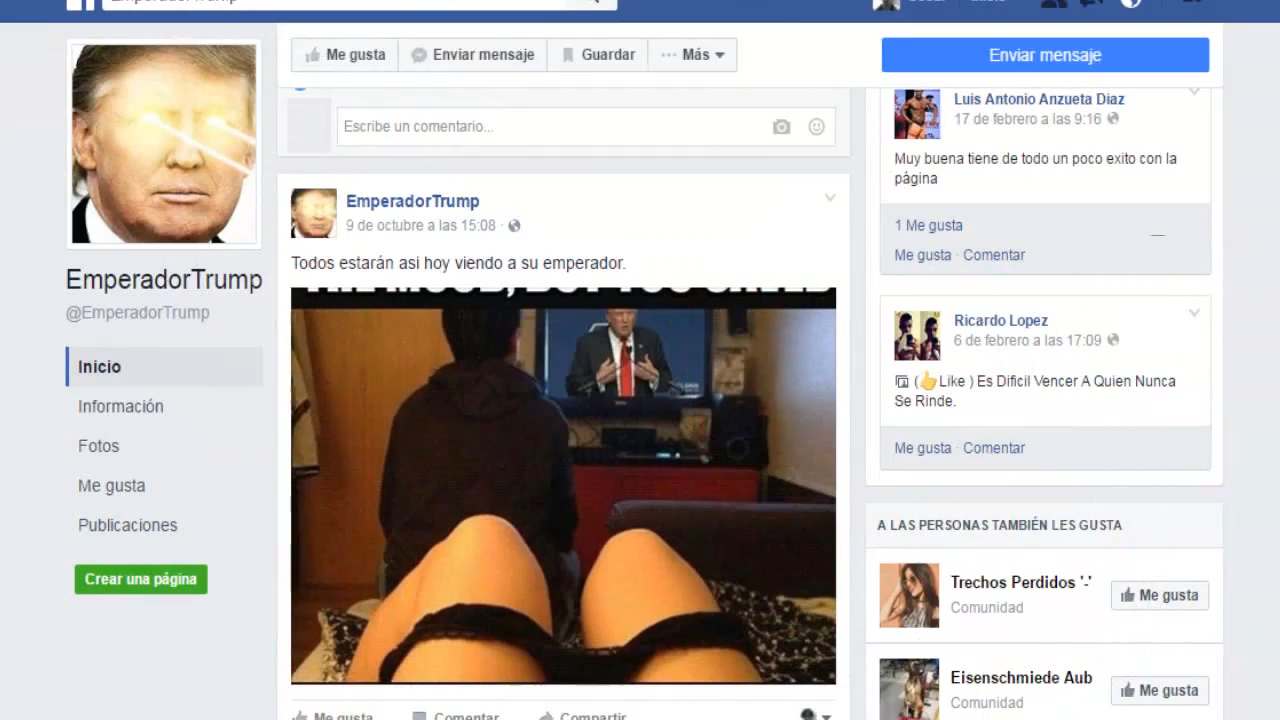 EmperadorTrump
Inicio
Me gusta
Enviar mensaje
Guardar
Más
Enviar mensaje
EmperadorTrump
@EmperadorTrump
Inicio
Información
Fotos
Me gusta
Publicaciones
Crear una página
Escribe un comentario...
EmperadorTrump
9 de octubre a las 15:08
Todos estarán asi hoy viendo a su emperador.
Me gusta
Comentar
Compartir
Luis Antonio Anzueta Diaz
17 de febrero a las 9:16
Muy buena tiene de todo un poco exito con la
página
1 Me gusta
Me gusta · Comentar
Ricardo Lopez
6 de febrero a las 17:09
(👍Like ) Es Dificil Vencer A Quien Nunca
Se Rinde.
Me gusta · Comentar
A LAS PERSONAS TAMBIÉN LES GUSTA
Trechos Perdidos '-'
Comunidad
Me gusta
Eisenschmiede Aub
Comunidad
Me gusta